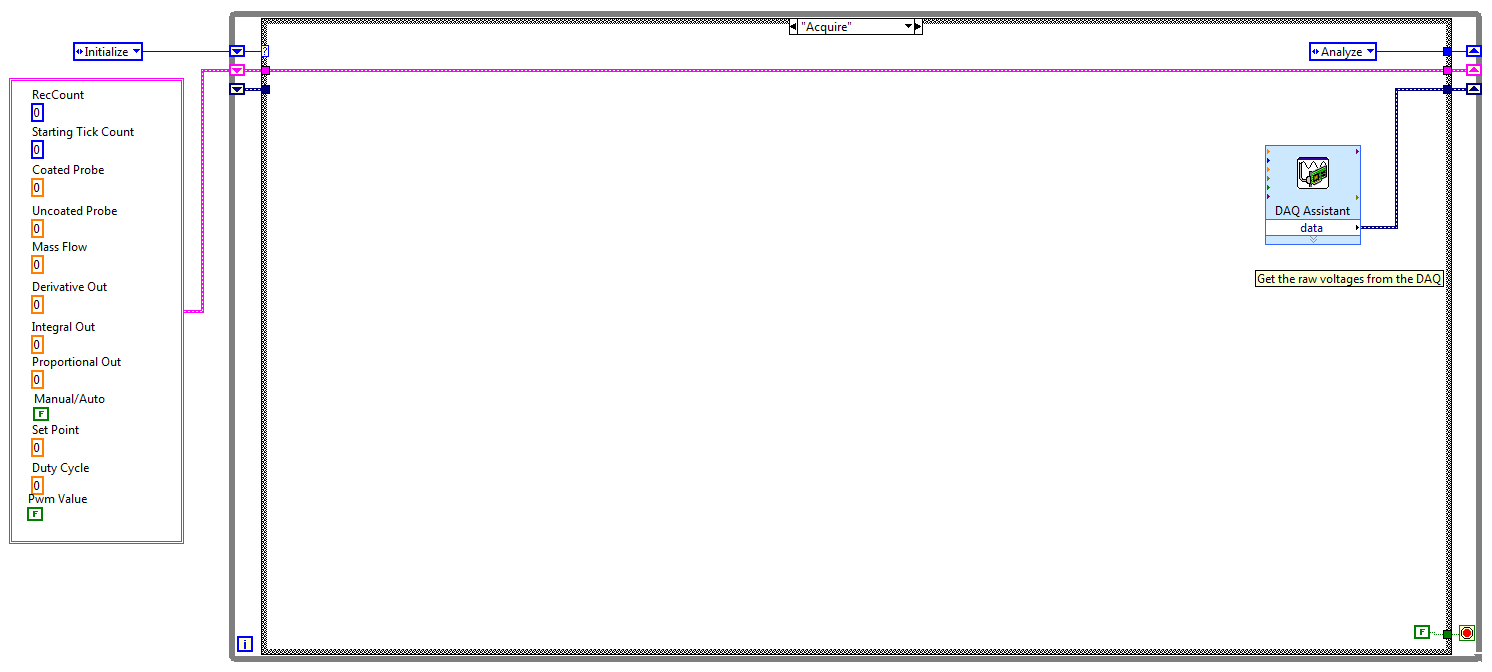 "Acquire"
Initialize
?
Analyze
RecCount
0
Starting Tick Count
0
Coated Probe
0
Uncoated Probe
0
Mass Flow
0
Derivative Out
0
Integral Out
0
Proportional Out
0
Manual/Auto
F
Set Point
0
Duty Cycle
0
Pwm Value
F
DAQ Assistant
data
Get the raw voltages from the DAQ
i
F